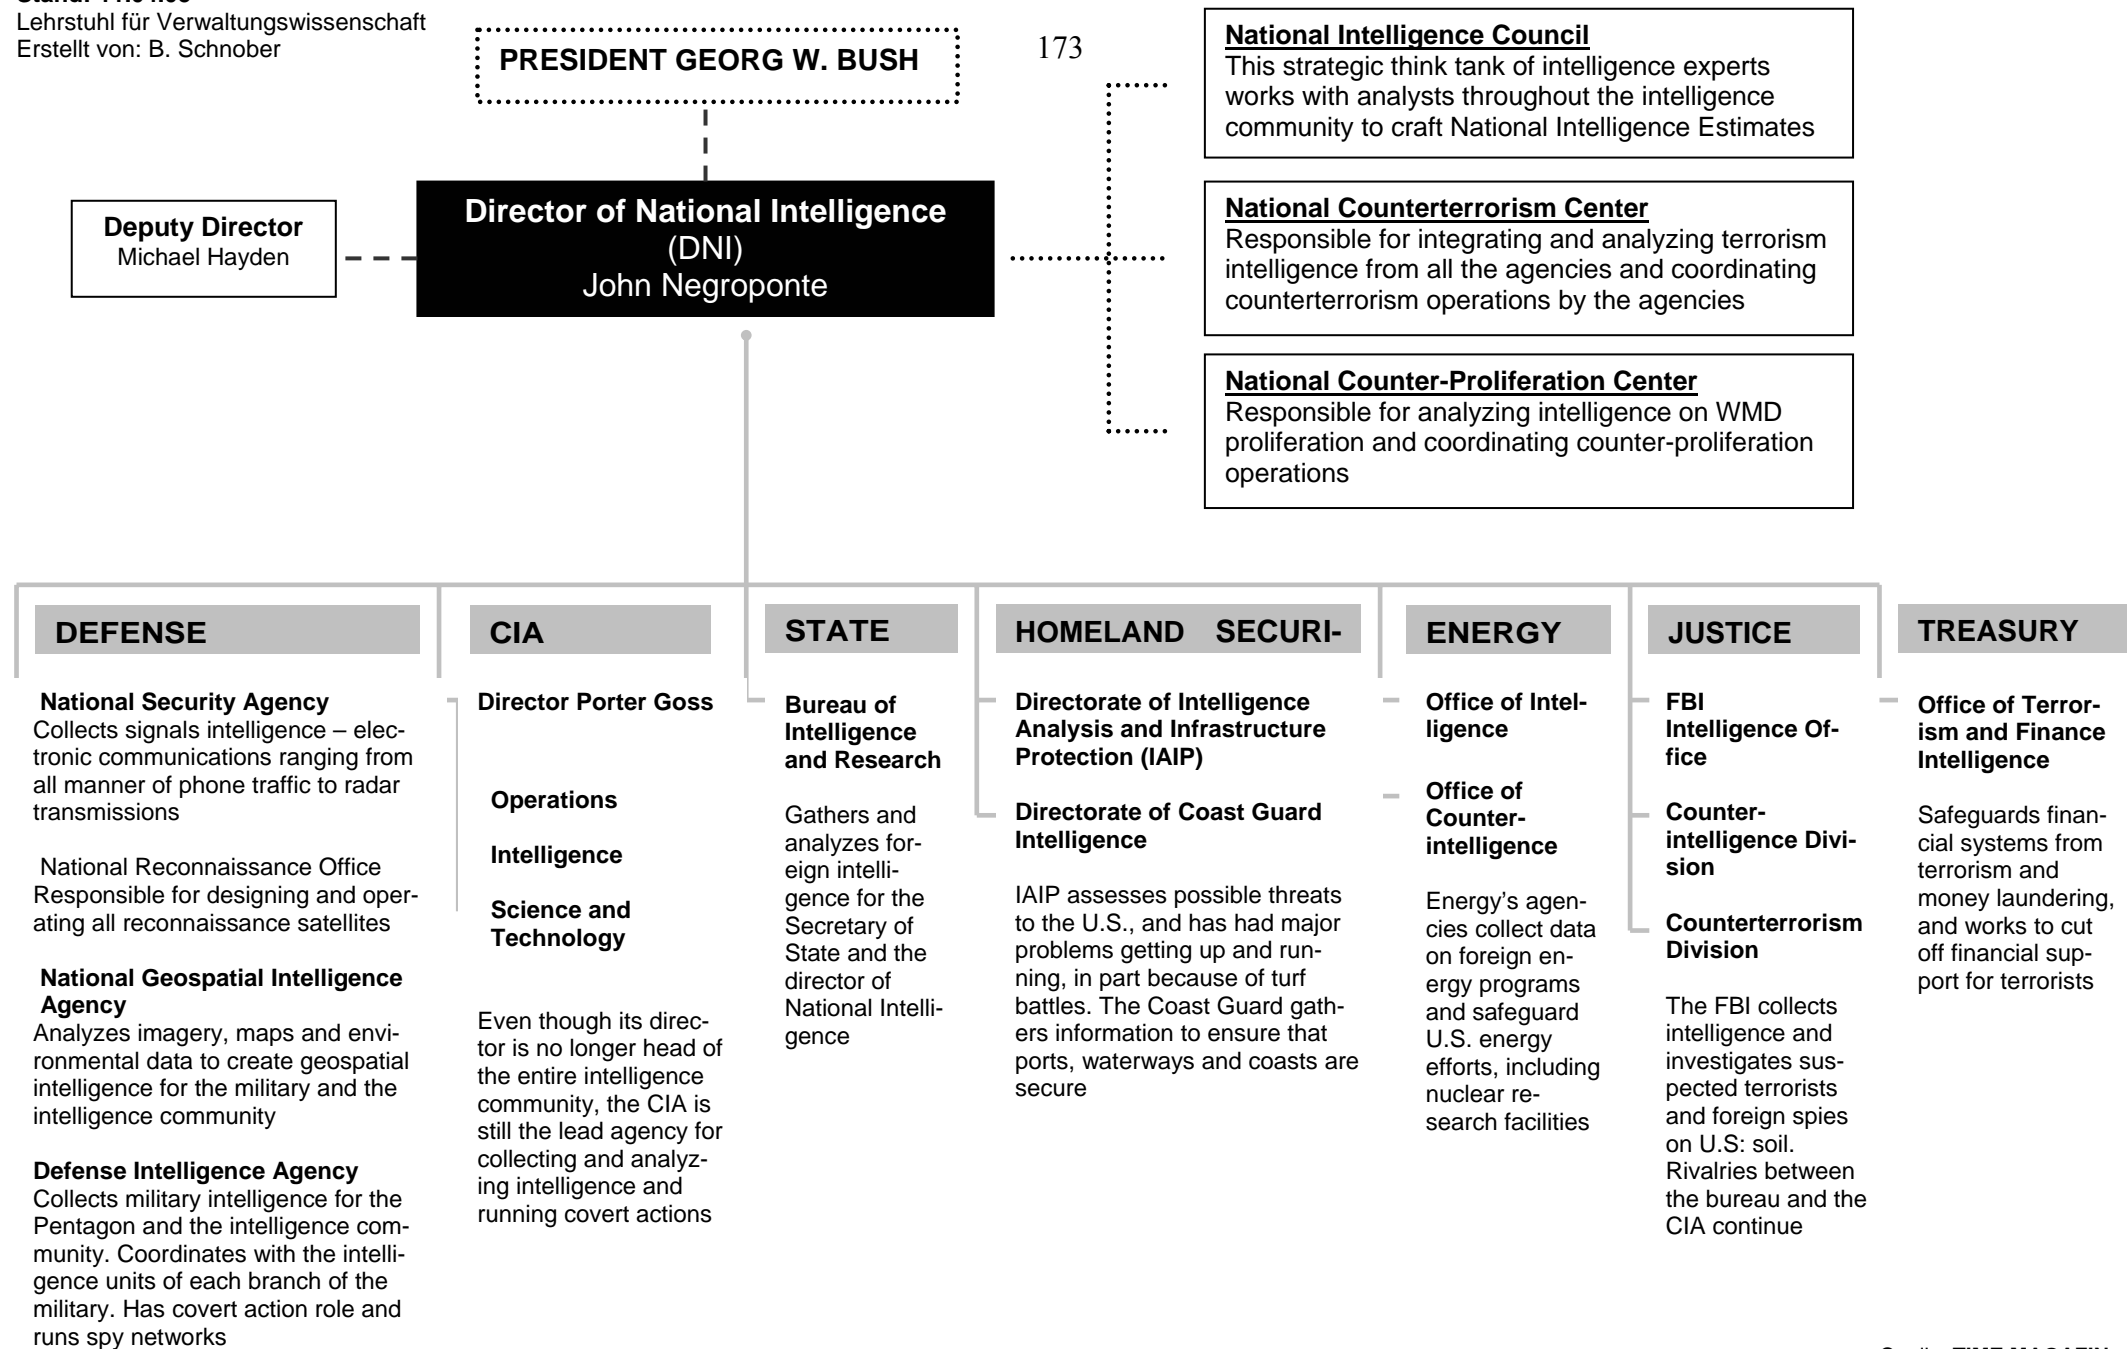 Lehrstuhl für Verwaltungswissenschaft
Erstellt von: B. Schnober
PRESIDENT GEORG W. BUSH
173
Deputy Director
Michael Hayden
Director of National Intelligence
(DNI)
John Negroponte
National Intelligence Council
This strategic think tank of intelligence experts
works with analysts throughout the intelligence
community to craft National Intelligence Estimates
National Counterterrorism Center
Responsible for integrating and analyzing terrorism
intelligence from all the agencies and coordinating
counterterrorism operations by the agencies
National Counter-Proliferation Center
Responsible for analyzing intelligence on WMD
proliferation and coordinating counter-proliferation
operations
DEFENSE
National Security Agency
Collects signals intelligence – elec-
tronic communications ranging from
all manner of phone traffic to radar
transmissions
National Reconnaissance Office
Responsible for designing and oper-
ating all reconnaissance satellites
National Geospatial Intelligence
Agency
Analyzes imagery, maps and envi-
ronmental data to create geospatial
intelligence for the military and the
intelligence community
Defense Intelligence Agency
Collects military intelligence for the
Pentagon and the intelligence com-
munity. Coordinates with the intelli-
gence units of each branch of the
military. Has covert action role and
runs spy networks
CIA
Director Porter Goss
Operations
Intelligence
Science and
Technology
Even though its direc-
tor is no longer head of
the entire intelligence
community, the CIA is
still the lead agency for
collecting and analyz-
ing intelligence and
running covert actions
STATE
Bureau of
Intelligence
and Research
Gathers and
analyzes for-
eign intelli-
gence for the
Secretary of
State and the
director of
National Intelli-
gence
HOMELAND SECURI-
Directorate of Intelligence
Analysis and Infrastructure
Protection (IAIP)
Directorate of Coast Guard
Intelligence
IAIP assesses possible threats
to the U.S., and has had major
problems getting up and run-
ning, in part because of turf
battles. The Coast Guard gath-
ers information to ensure that
ports, waterways and coasts are
secure
ENERGY
Office of Intel-
ligence
Office of
Counter-
intelligence
Energy’s agen-
cies collect data
on foreign en-
ergy programs
and safeguard
U.S. energy
efforts, including
nuclear re-
search facilities
JUSTICE
FBI
Intelligence Of-
fice
Counter-
intelligence Divi-
sion
Counterterrorism
Division
The FBI collects
intelligence and
investigates sus-
pected terrorists
and foreign spies
on U.S: soil.
Rivalries between
the bureau and the
CIA continue
TREASURY
Office of Terror-
ism and Finance
Intelligence
Safeguards finan-
cial systems from
terrorism and
money laundering,
and works to cut
off financial sup-
port for terrorists